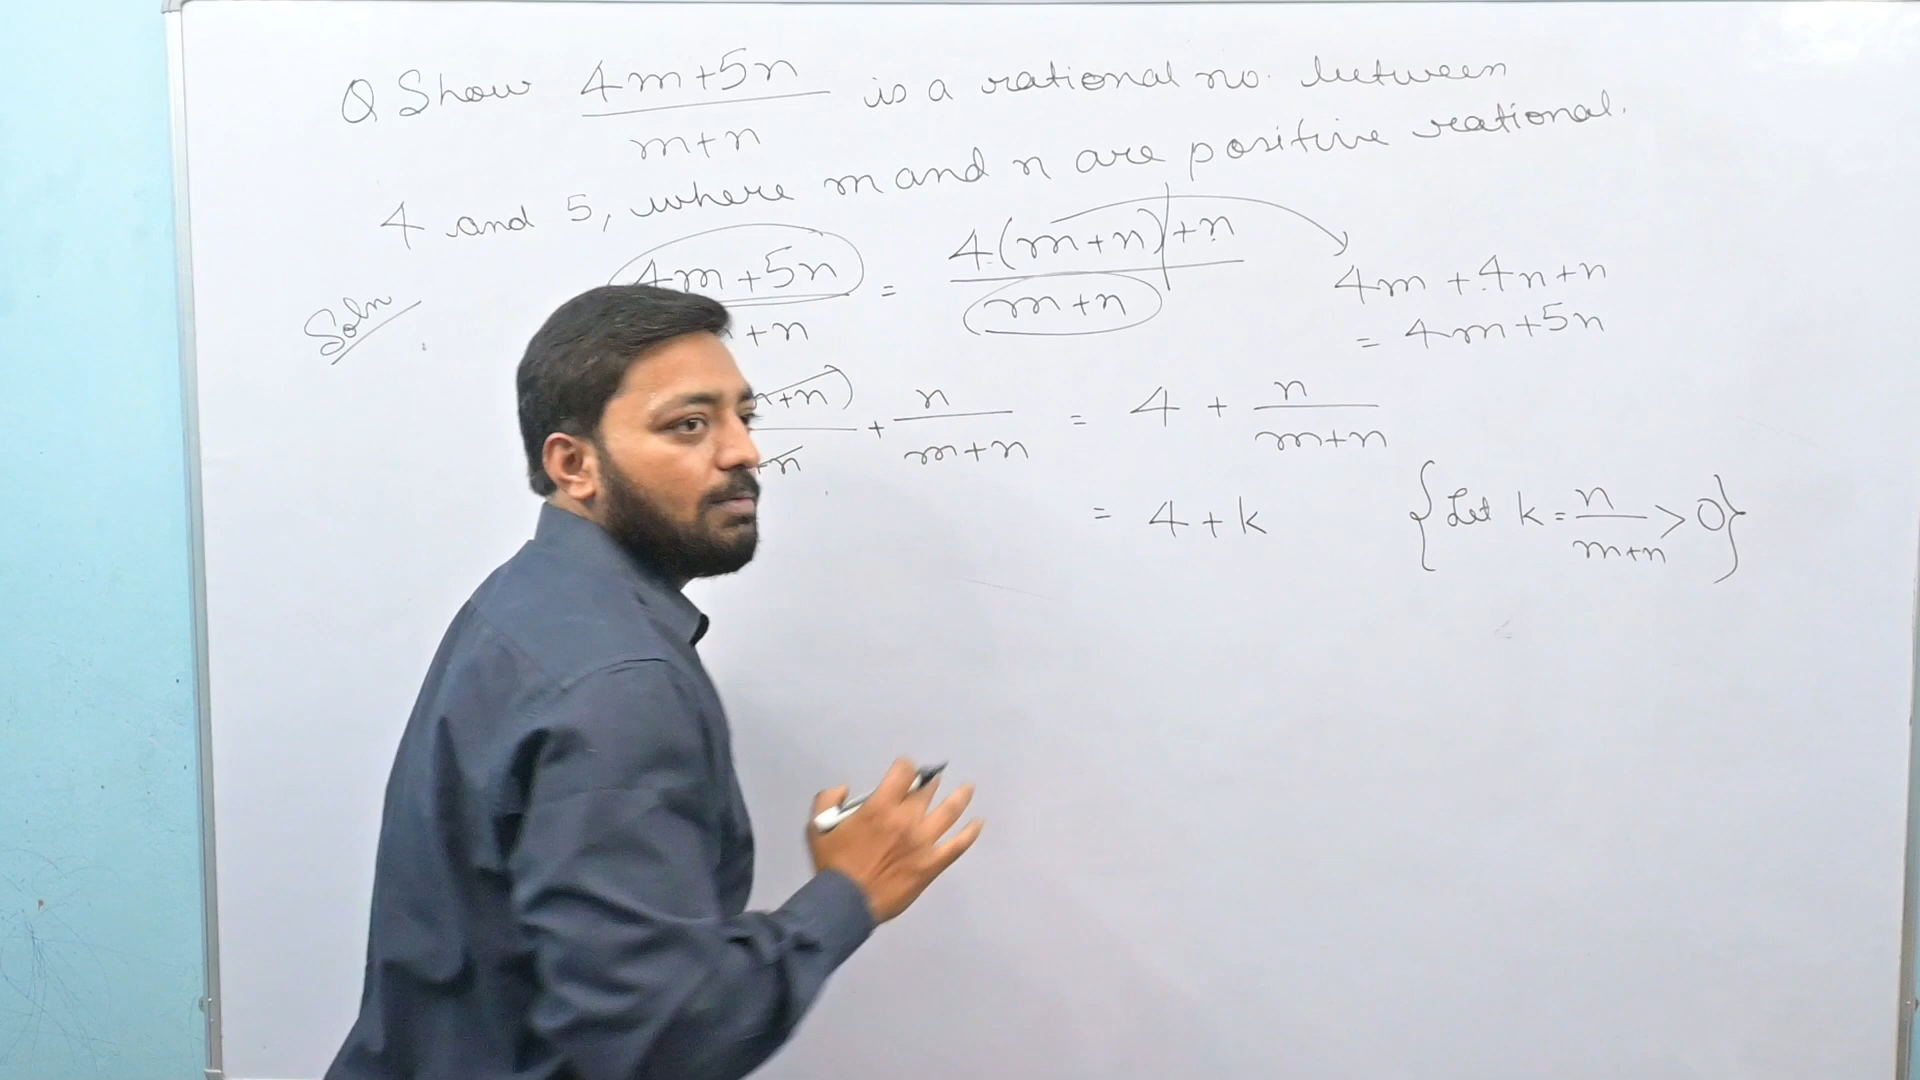 Q Show (4m+5n)/(m+n) is a rational no. between
4 and 5, where m and n are positive rational.
Soln
4m+5n/ +n = (4(m+n)+n)/(m+n)
4m+4n+n
= 4m+5n
+n) / +n + n/(m+n) = 4 + n/(m+n)
= 4+k {Let k = n/(m+n) > 0}